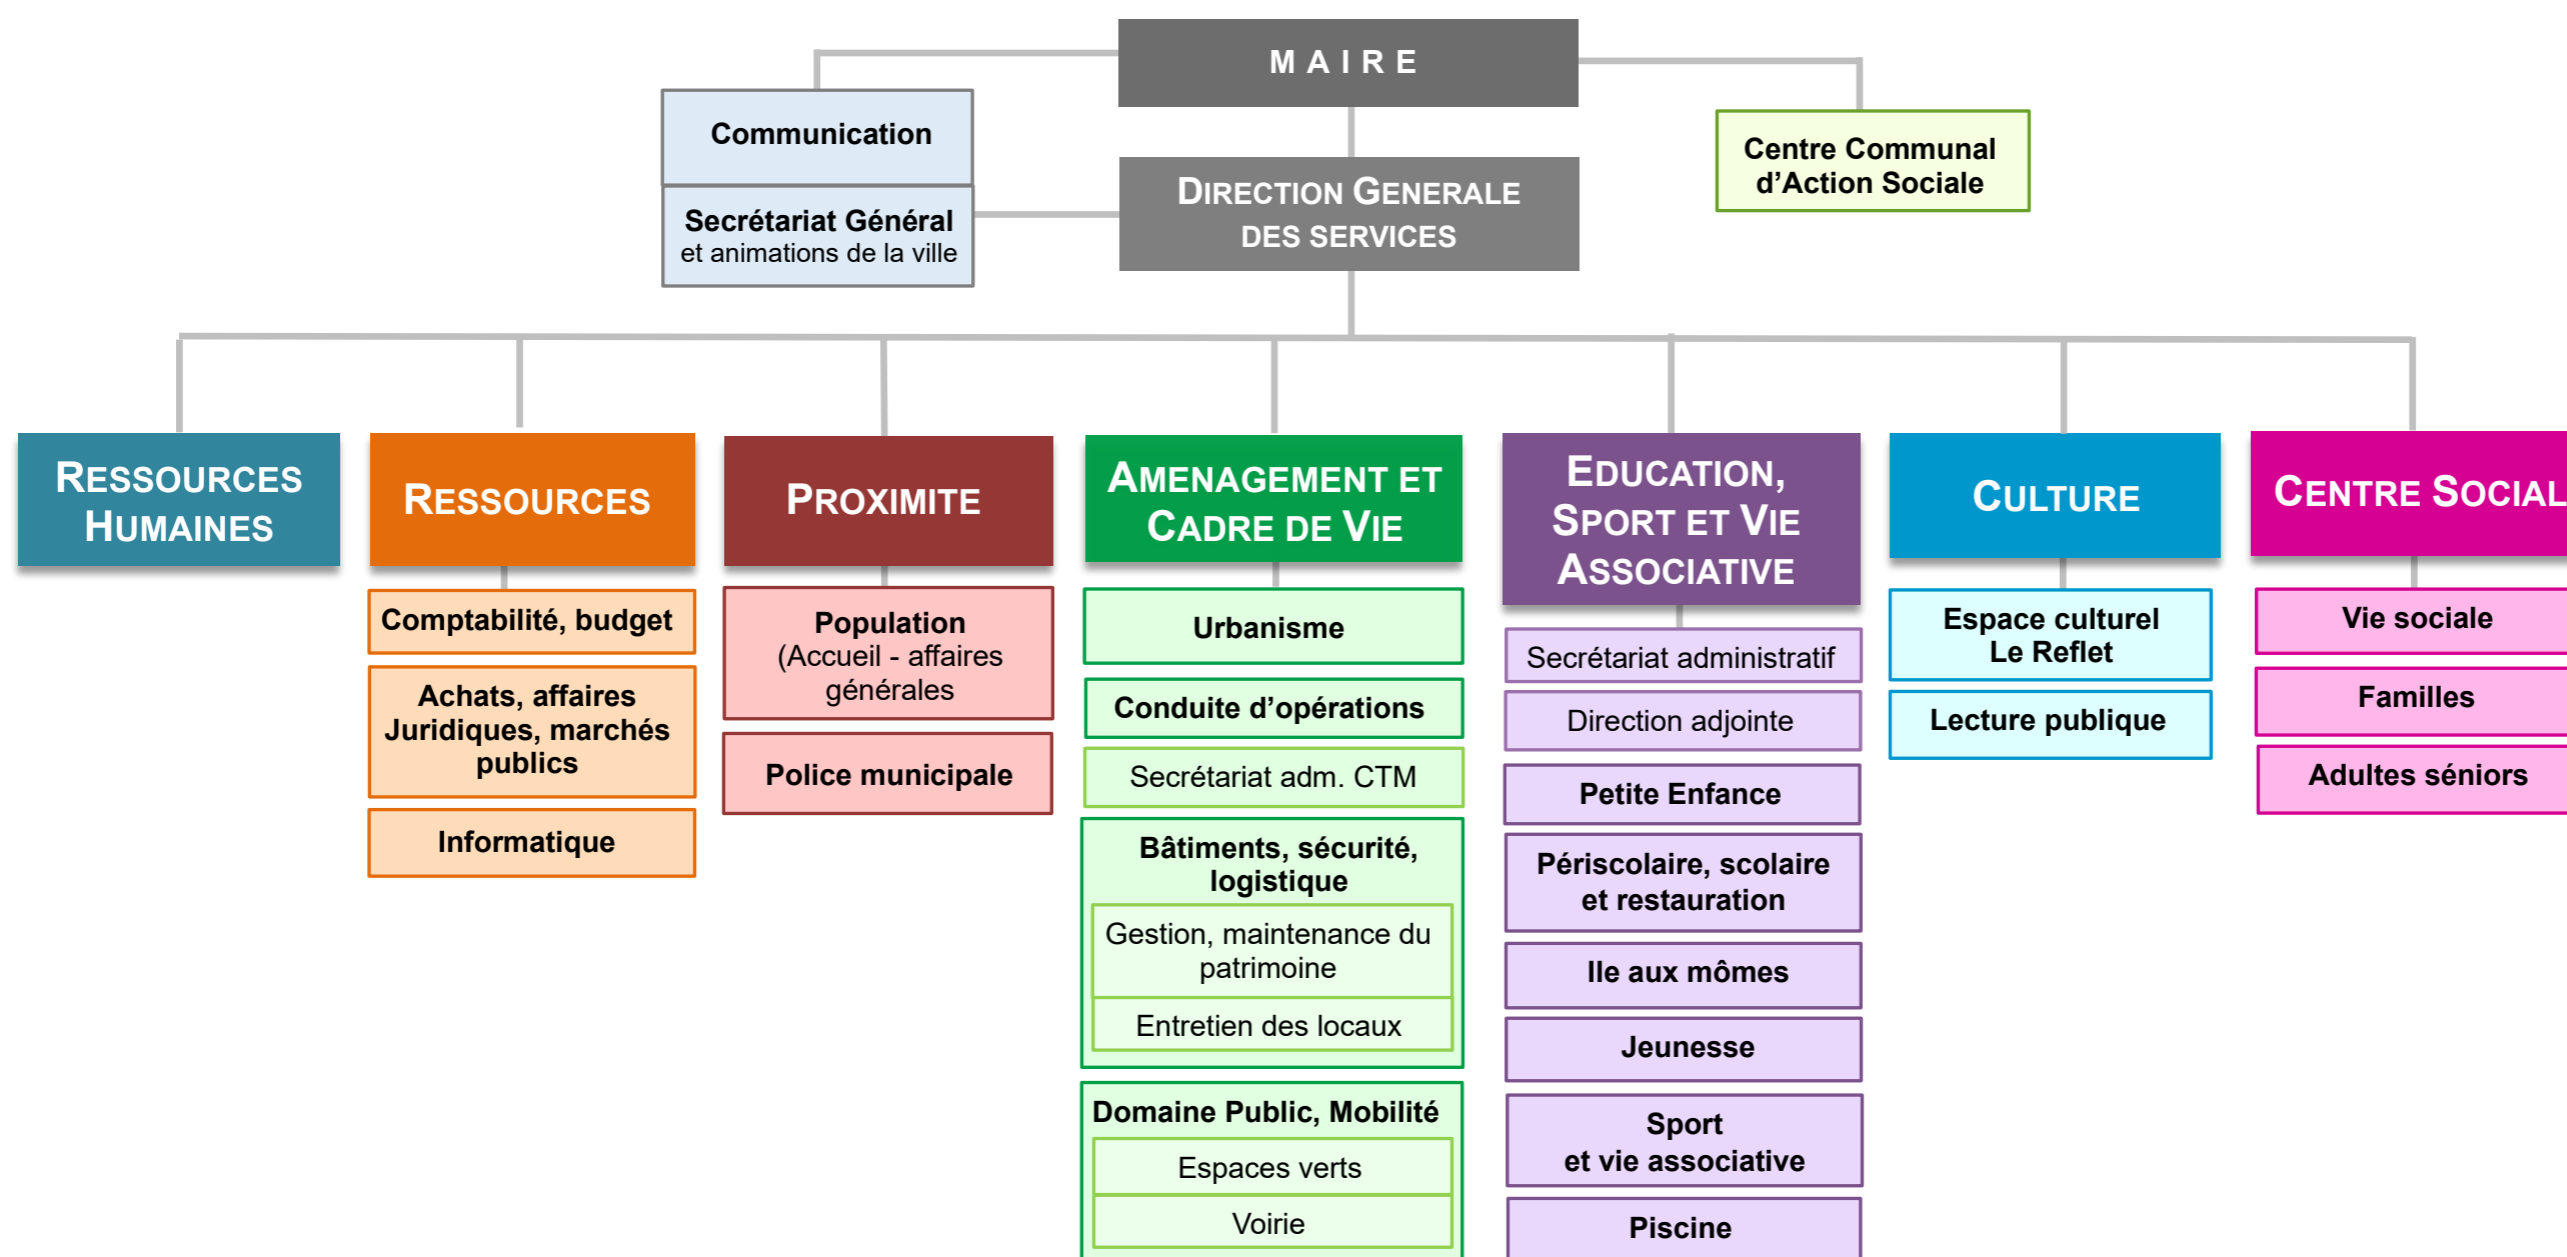 MAIRE
Communication
Secrétariat Général
et animations de la ville
DIRECTION GENERALE
DES SERVICES
Centre Communal
d’Action Sociale
RESSOURCES
HUMAINES
RESSOURCES
Comptabilité, budget
Achats, affaires
Juridiques, marchés
publics
Informatique
PROXIMITE
Population
(Accueil - affaires
générales
Police municipale
AMENAGEMENT ET
CADRE DE VIE
Urbanisme
Conduite d’opérations
Secrétariat adm. CTM
Bâtiments, sécurité,
logistique
Gestion, maintenance du
patrimoine
Entretien des locaux
Domaine Public, Mobilité
Espaces verts
Voirie
EDUCATION,
SPORT ET VIE
ASSOCIATIVE
Secrétariat administratif
Direction adjointe
Petite Enfance
Périscolaire, scolaire
et restauration
Ile aux mômes
Jeunesse
Sport
et vie associative
Piscine
CULTURE
Espace culturel
Le Reflet
Lecture publique
CENTRE SOCIAL
Vie sociale
Familles
Adultes séniors